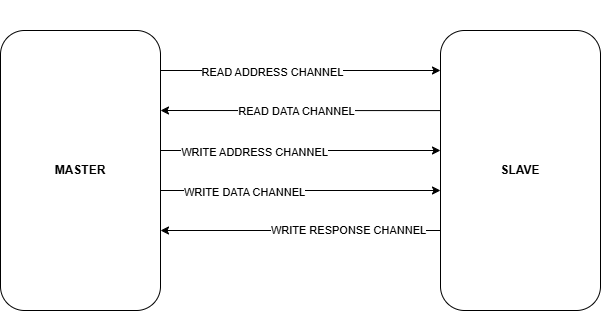 READ ADDRESS CHANNEL
READ DATA CHANNEL
WRITE ADDRESS CHANNEL
MASTER
SLAVE
WRITE DATA CHANNEL
WRITE RESPONSE CHANNEL